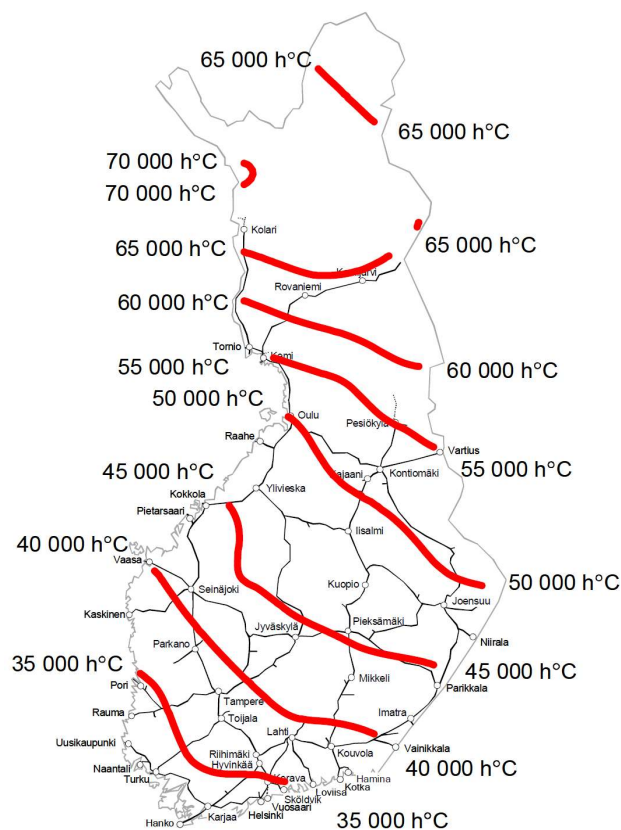 65 000 h°C
65 000 h°C
70 000 h°C
70 000 h°C
Kolari
65 000 h°C
65 000 h°C
Rovaniemi
60 000 h°C
Tornio
Kemi
60 000 h°C
55 000 h°C
50 000 h°C
Oulu
Pesiökylä
Raahe
Vartius
55 000 h°C
Kontiomäki
45 000 h°C
Ylivieska
Kokkola
Pietarsaari
Iisalmi
40 000 h°C
Vaasa
Seinäjoki
Kuopio
50 000 h°C
Joensuu
Kaskinen
Pieksämäki
Jyväskylä
Niirala
Parkano
35 000 h°C
45 000 h°C
Pori
Mikkeli
Parikkala
Tampere
Rauma
Toijala
Imatra
Lahti
Uusikaupunki
Kouvola
Vainikkala
Riihimäki
Hyvinkää
40 000 h°C
Naantali
Turku
Kerava
Hamina
Kotka
Loviisa
Sköldvik
Vuosaari
Helsinki
Karjaa
Hanko
35 000 h°C